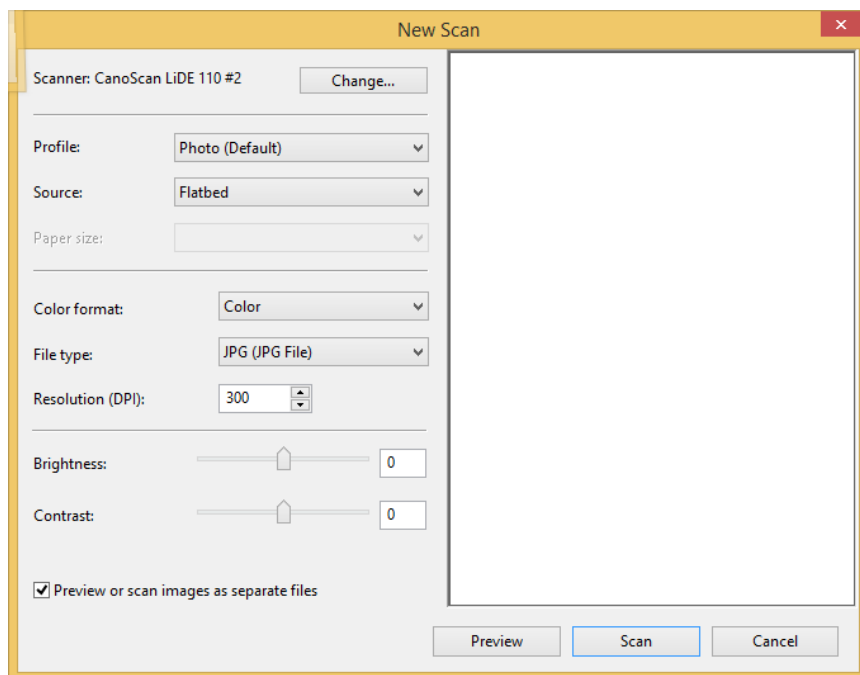 New Scan
Scanner: CanoScan LiDE 110 #2
Change...
Profile:
Photo (Default)
Source:
Flatbed
Paper size:
Color format:
Color
File type:
JPG (JPG File)
Resolution (DPI):
300
Brightness:
0
Contrast:
0
Preview or scan images as separate files
Preview
Scan
Cancel